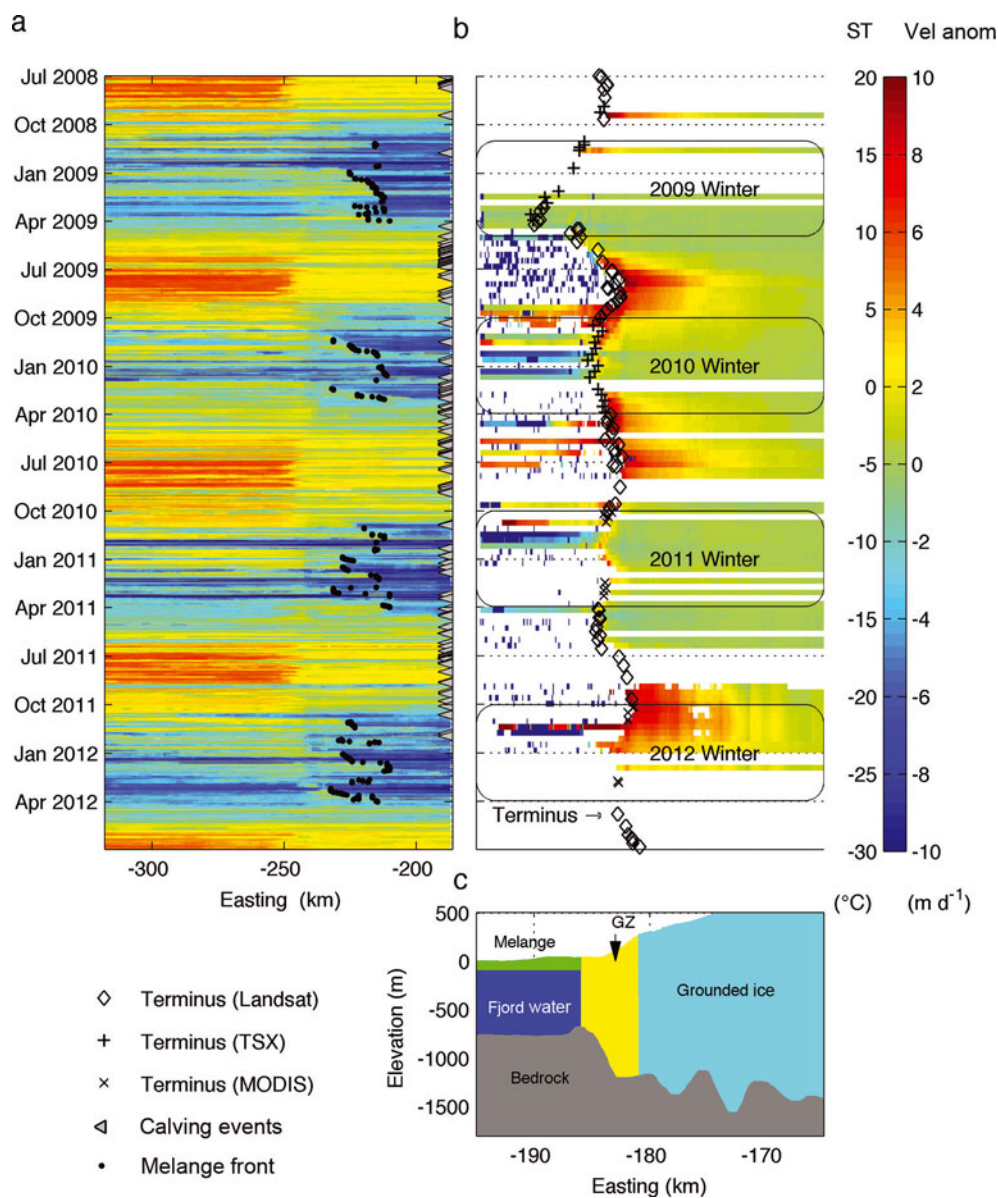 a
b
ST
Vel anom
Jul 2008
Oct 2008
Jan 2009
Apr 2009
Jul 2009
Oct 2009
Jan 2010
Apr 2010
Jul 2010
Oct 2010
Jan 2011
Apr 2011
Jul 2011
Oct 2011
Jan 2012
Apr 2012
-300
-250
-200
Easting (km)
2009 Winter
2010 Winter
2011 Winter
2012 Winter
Terminus →
20
15
10
5
0
-5
-10
-15
-20
-25
-30
(°C)
10
8
6
4
2
0
-2
-4
-6
-8
-10
(m d⁻¹)
c
500
0
-500
-1000
-1500
Elevation (m)
GZ
Melange
Fjord water
Grounded ice
Bedrock
-190
-180
-170
Easting (km)
Terminus (Landsat)
Terminus (TSX)
Terminus (MODIS)
Calving events
Melange front